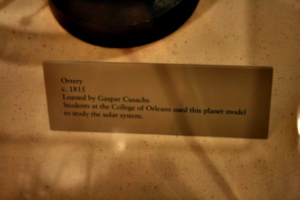 Orrery
c. 1815
Loaned by Gaspar Cusachs
Students at the College of Orleans used this planet model
to study the solar system.